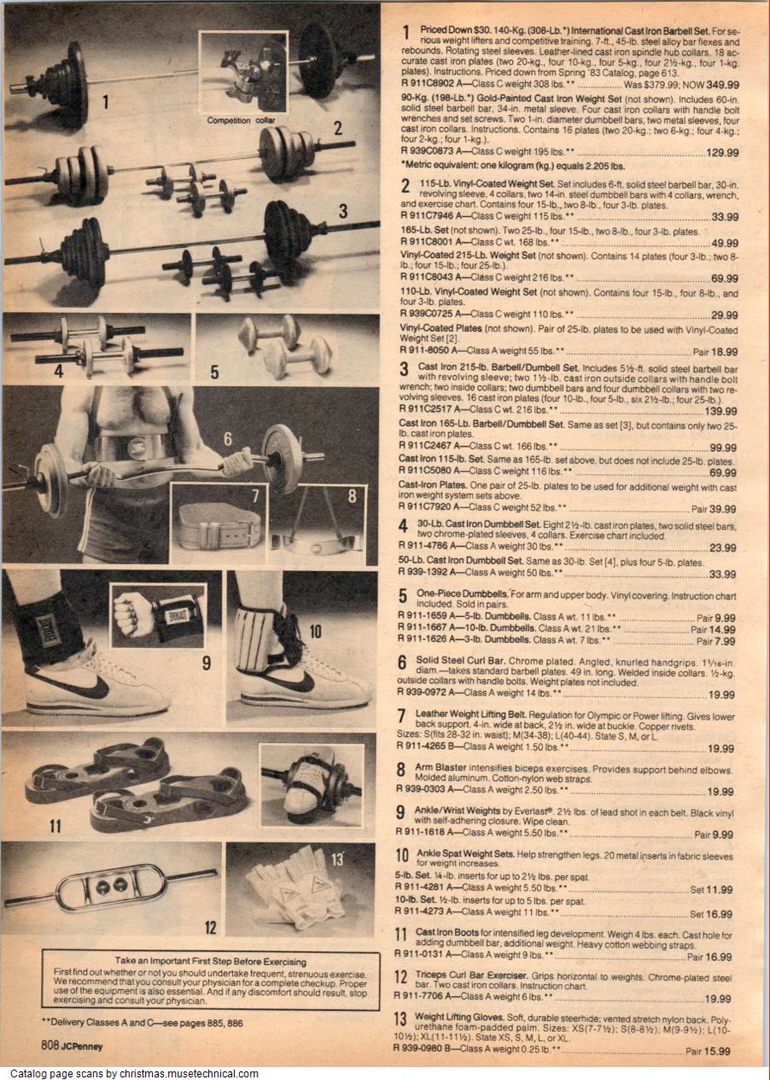 1
Competition collar
2
3
4
5
6
7
8
EVERLAST
9
10
11
12
13
Take an Important First Step Before Exercising
First find out whether or not you should undertake frequent, strenuous exercise.
We recommend that you consult your physician for a complete checkup. Proper
use of the equipment is also essential. And if any discomfort should result, stop
exercising and consult your physician.
**Delivery Classes A and C—see pages 885, 886
808 JCPenney
1 Priced Down $30. 140-Kg. (308-Lb.*) International Cast Iron Barbell Set. For se-
rious weight lifters and competitive training. 7-ft., 45-lb. steel alloy bar flexes and
rebounds. Rotating steel sleeves. Leather-lined cast iron spindle hub collars. 18 ac-
curate cast iron plates (two 20-kg., four 10-kg., four 5-kg., four 2½-kg., four 1-kg.
plates). Instructions. Priced down from Spring '83 Catalog, page 613.
R 911C8902 A—Class C weight 308 lbs.** Was $379.99; NOW 349.99
90-Kg. (198-Lb.*) Gold-Painted Cast Iron Weight Set (not shown). Includes 60-in.
solid steel barbell bar, 34-in. metal sleeve. Four cast iron collars with handle bolt
wrenches and set screws. Two 1-in. diameter dumbbell bars, two metal sleeves, four
cast iron collars. Instructions. Contains 16 plates (two 20-kg.; two 6-kg.; four 4-kg.;
four 2-kg.; four 1-kg.).
R 939C0873 A—Class C weight 195 lbs.** 129.99
*Metric equivalent: one kilogram (kg.) equals 2.205 lbs.
2 115-Lb. Vinyl-Coated Weight Set. Set includes 6-ft. solid steel barbell bar, 30-in.
revolving sleeve, 4 collars, two 14-in. steel dumbbell bars with 4 collars, wrench,
and exercise chart. Contains four 15-lb., two 8-lb., four 3-lb. plates.
R 911C7946 A—Class C weight 115 lbs.** 33.99
165-Lb. Set (not shown). Two 25-lb., four 15-lb., two 8-lb., four 3-lb. plates.
R 911C8001 A—Class C wt. 168 lbs.** 49.99
Vinyl-Coated 215-Lb. Weight Set (not shown). Contains 14 plates (four 3-lb.; two 8-
lb.; four 15-lb.; four 25-lb.).
R 911C8043 A—Class C weight 216 lbs.** 69.99
110-Lb. Vinyl-Coated Weight Set (not shown). Contains four 15-lb., four 8-lb., and
four 3-lb. plates.
R 939C0725 A—Class C weight 110 lbs.** 29.99
Vinyl-Coated Plates (not shown). Pair of 25-lb. plates to be used with Vinyl-Coated
Weight Set [2].
R 911-8050 A—Class A weight 55 lbs.** Pair 18.99
3 Cast Iron 215-lb. Barbell/Dumbell Set. Includes 5½-ft. solid steel barbell bar
with revolving sleeve; two 1½-lb. cast iron outside collars with handle bolt
wrench; two inside collars; two dumbbell bars and four dumbbell collars with two re-
volving sleeves. 16 cast iron plates (four 10-lb., four 5-lb., six 2½-lb.; four 25-lb.).
R 911C2517 A—Class C wt. 216 lbs.** 139.99
Cast Iron 165-Lb. Barbell/Dumbbell Set. Same as set [3], but contains only two 25-
lb. cast iron plates.
R 911C2467 A—Class C wt. 166 lbs.** 99.99
Cast Iron 115-lb. Set. Same as 165-lb. set above, but does not include 25-lb. plates.
R 911C5080 A—Class C weight 116 lbs.** 69.99
Cast-Iron Plates. One pair of 25-lb. plates to be used for additional weight with cast
iron weight system sets above.
R 911C7920 A—Class C weight 52 lbs.** Pair 39.99
4 30-Lb. Cast Iron Dumbbell Set. Eight 2½-lb. cast iron plates, two solid steel bars,
two chrome-plated sleeves, 4 collars. Exercise chart included.
R 911-4786 A—Class A weight 30 lbs.** 23.99
50-Lb. Cast Iron Dumbbell Set. Same as 30-lb. Set [4], plus four 5-lb. plates.
R 939-1392 A—Class A weight 50 lbs.** 33.99
5 One-Piece Dumbbells. For arm and upper body. Vinyl covering. Instruction chart
included. Sold in pairs.
R 911-1659 A—5-lb. Dumbbells. Class A wt. 11 lbs.** Pair 9.99
R 911-1667 A—10-lb. Dumbbells. Class A wt. 21 lbs.** Pair 14.99
R 911-1626 A—3-lb. Dumbbells. Class A wt. 7 lbs.** Pair 7.99
6 Solid Steel Curl Bar. Chrome plated. Angled, knurled handgrips. 1 1/16-in.
diam.—takes standard barbell plates. 49 in. long. Welded inside collars. ½-kg.
outside collars with handle bolts. Weight plates not included.
R 939-0972 A—Class A weight 14 lbs.** 19.99
7 Leather Weight Lifting Belt. Regulation for Olympic or Power lifting. Gives lower
back support. 4-in. wide at back, 2½ in. wide at buckle. Copper rivets.
Sizes: S(fits 28-32 in. waist); M(34-38); L(40-44). State S, M, or L.
R 911-4265 B—Class A weight 1.50 lbs.** 19.99
8 Arm Blaster intensifies biceps exercises. Provides support behind elbows.
Molded aluminum. Cotton-nylon web straps.
R 939-0303 A—Class A weight 2.50 lbs.** 19.99
9 Ankle/Wrist Weights by Everlast®. 2½ lbs. of lead shot in each belt. Black vinyl
with self-adhering closure. Wipe clean.
R 911-1618 A—Class A weight 5.50 lbs.** Pair 9.99
10 Ankle Spat Weight Sets. Help strengthen legs. 20 metal inserts in fabric sleeves
for weight increases.
5-lb. Set. ¼-lb. inserts for up to 2½ lbs. per spat.
R 911-4281 A—Class A weight 5.50 lbs.** Set 11.99
10-lb. Set. ½-lb. inserts for up to 5 lbs. per spat.
R 911-4273 A—Class A weight 11 lbs.** Set 16.99
11 Cast Iron Boots for intensified leg development. Weigh 4 lbs. each. Cast hole for
adding dumbbell bar, additional weight. Heavy cotton webbing straps.
R 911-0131 A—Class A weight 9 lbs.** Pair 16.99
12 Triceps Curl Bar Exerciser. Grips horizontal to weights. Chrome-plated steel
bar. Two cast iron collars. Instruction chart.
R 911-7706 A—Class A weight 6 lbs.** 19.99
13 Weight Lifting Gloves. Soft, durable steerhide; vented stretch nylon back. Poly-
urethane foam-padded palm. Sizes: XS(7-7½); S(8-8½); M(9-9½); L(10-
10½); XL(11-11½). State XS, S, M, L, or XL.
R 939-0980 B—Class A weight 0.25 lb.** Pair 15.99
Catalog page scans by christmas.musetechnical.com